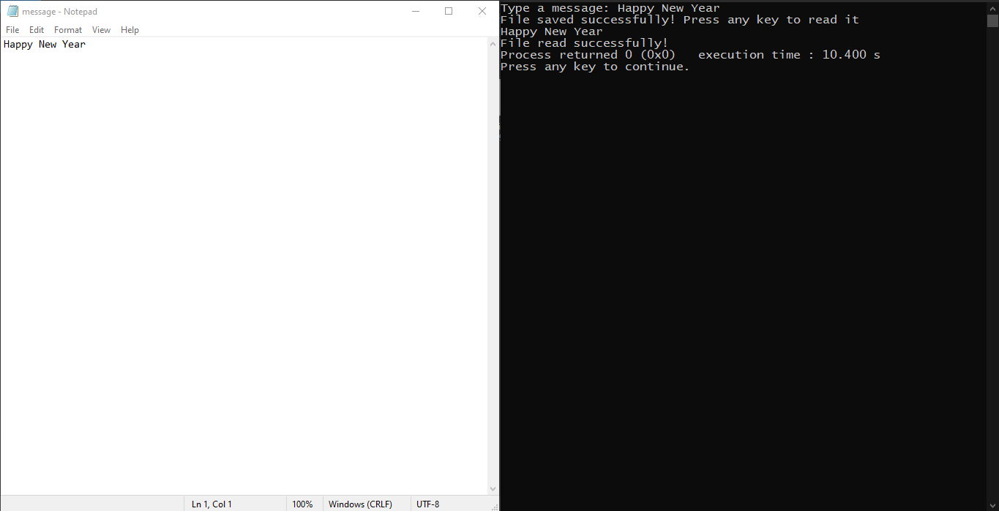 message - Notepad
File Edit Format View Help
Happy New Year
Ln 1, Col 1 100% Windows (CRLF) UTF-8
Type a message: Happy New Year
File saved successfully! Press any key to read it
Happy New Year
File read successfully!
Process returned 0 (0x0)   execution time : 10.400 s
Press any key to continue.